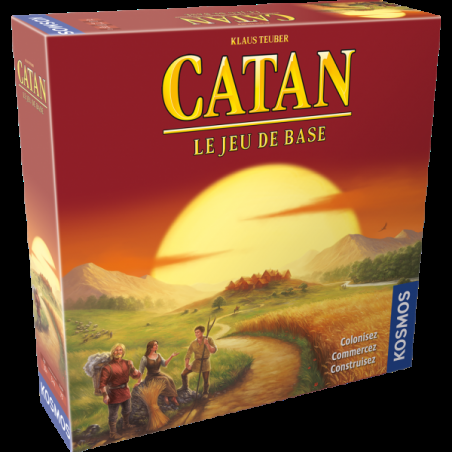 KLAUS TEUBER
CATAN
LE JEU DE BASE
Colonisez
Commercez
Construisez
KOSMOS
CATAN
KOSMOS